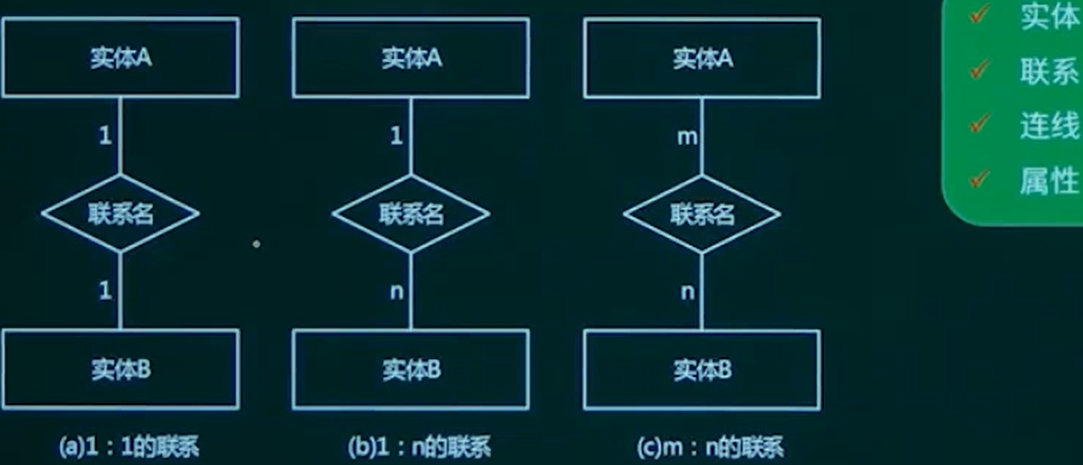 实体A
1
联系名
1
实体B
(a)1：1的联系
实体A
1
联系名
n
实体B
(b)1：n的联系
实体A
m
联系名
n
实体B
(c)m：n的联系
实体
联系
连线
属性